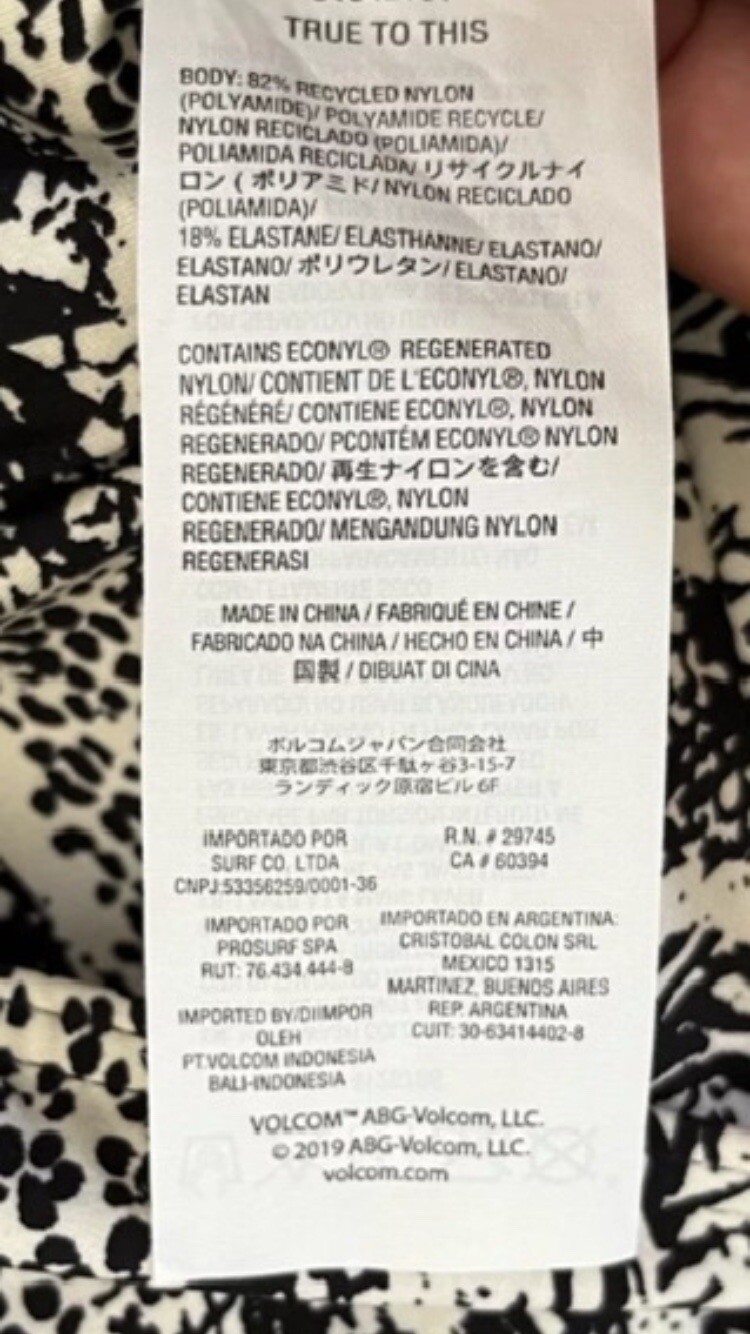 TRUE TO THIS
BODY: 82% RECYCLED NYLON
(POLYAMIDE)/ POLYAMIDE RECYCLE/
NYLON RECICLADO (POLIAMIDA)/
POLIAMIDA RECICLADA/ リサイクルナイ
ロン ( ポリアミド/ NYLON RECICLADO
(POLIAMIDA)/
18% ELASTANE/ ELASTHANNE/ ELASTANO/
ELASTANO/ ポリウレタン/ ELASTANO/
ELASTAN
CONTAINS ECONYL® REGENERATED
NYLON/ CONTIENT DE L'ECONYL®, NYLON
RÉGÉNÉRÉ/ CONTIENE ECONYL®, NYLON
REGENERADO/ PCONTÉM ECONYL® NYLON
REGENERADO/ 再生ナイロンを含む/
CONTIENE ECONYL®, NYLON
REGENERADO/ MENGANDUNG NYLON
REGENERASI
MADE IN CHINA / FABRIQUÉ EN CHINE /
FABRICADO NA CHINA / HECHO EN CHINA / 中
国製 / DIBUAT DI CINA
ボルコムジャパン合同会社
東京都渋谷区千駄ヶ谷3-15-7
ランディック原宿ビル 6F
IMPORTADO POR
SURF CO. LTDA
CNPJ:53356259/0001-36
R.N. # 29745
CA # 60394
IMPORTADO POR
PROSURF SPA
RUT: 76.434.444-8
IMPORTADO EN ARGENTINA:
CRISTOBAL COLON SRL
MEXICO 1315
MARTINEZ, BUENOS AIRES
REP. ARGENTINA
CUIT: 30-63414402-8
IMPORTED BY/DIIMPOR
OLEH
PT.VOLCOM INDONESIA
BALI-INDONESIA
VOLCOM™ ABG-Volcom, LLC.
© 2019 ABG-Volcom, LLC.
volcom.com